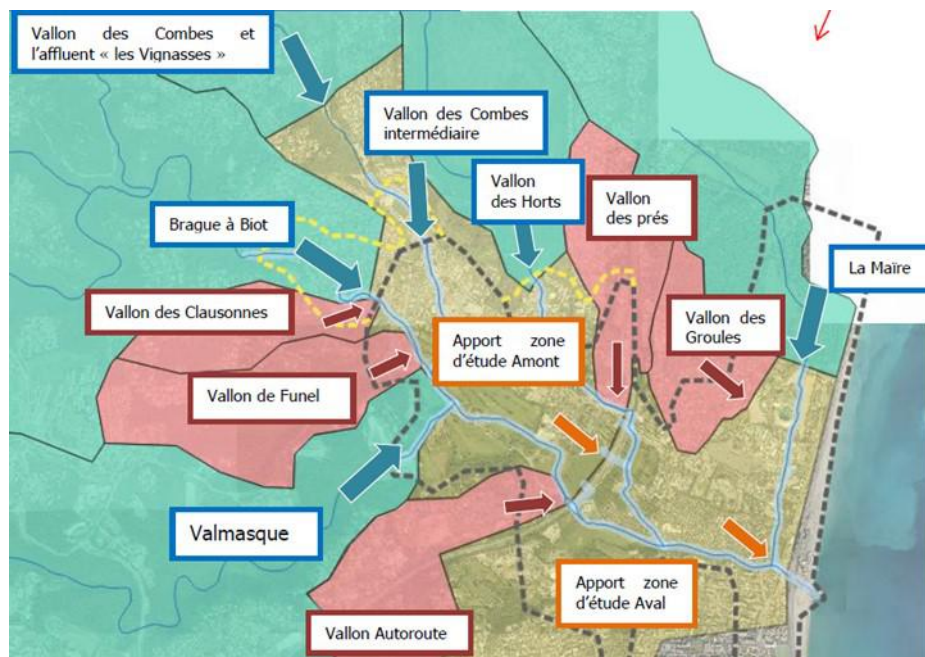 Vallon des Combes et
l'affluent « les Vignasses »
Vallon des Combes
intermédiaire
Vallon
des Horts
Vallon
des prés
Brague à Biot
La Maïre
Vallon des Clausonnes
Apport zone
d'étude Amont
Vallon des
Groules
Vallon de Funel
Valmasque
Apport zone
d'étude Aval
Vallon Autoroute